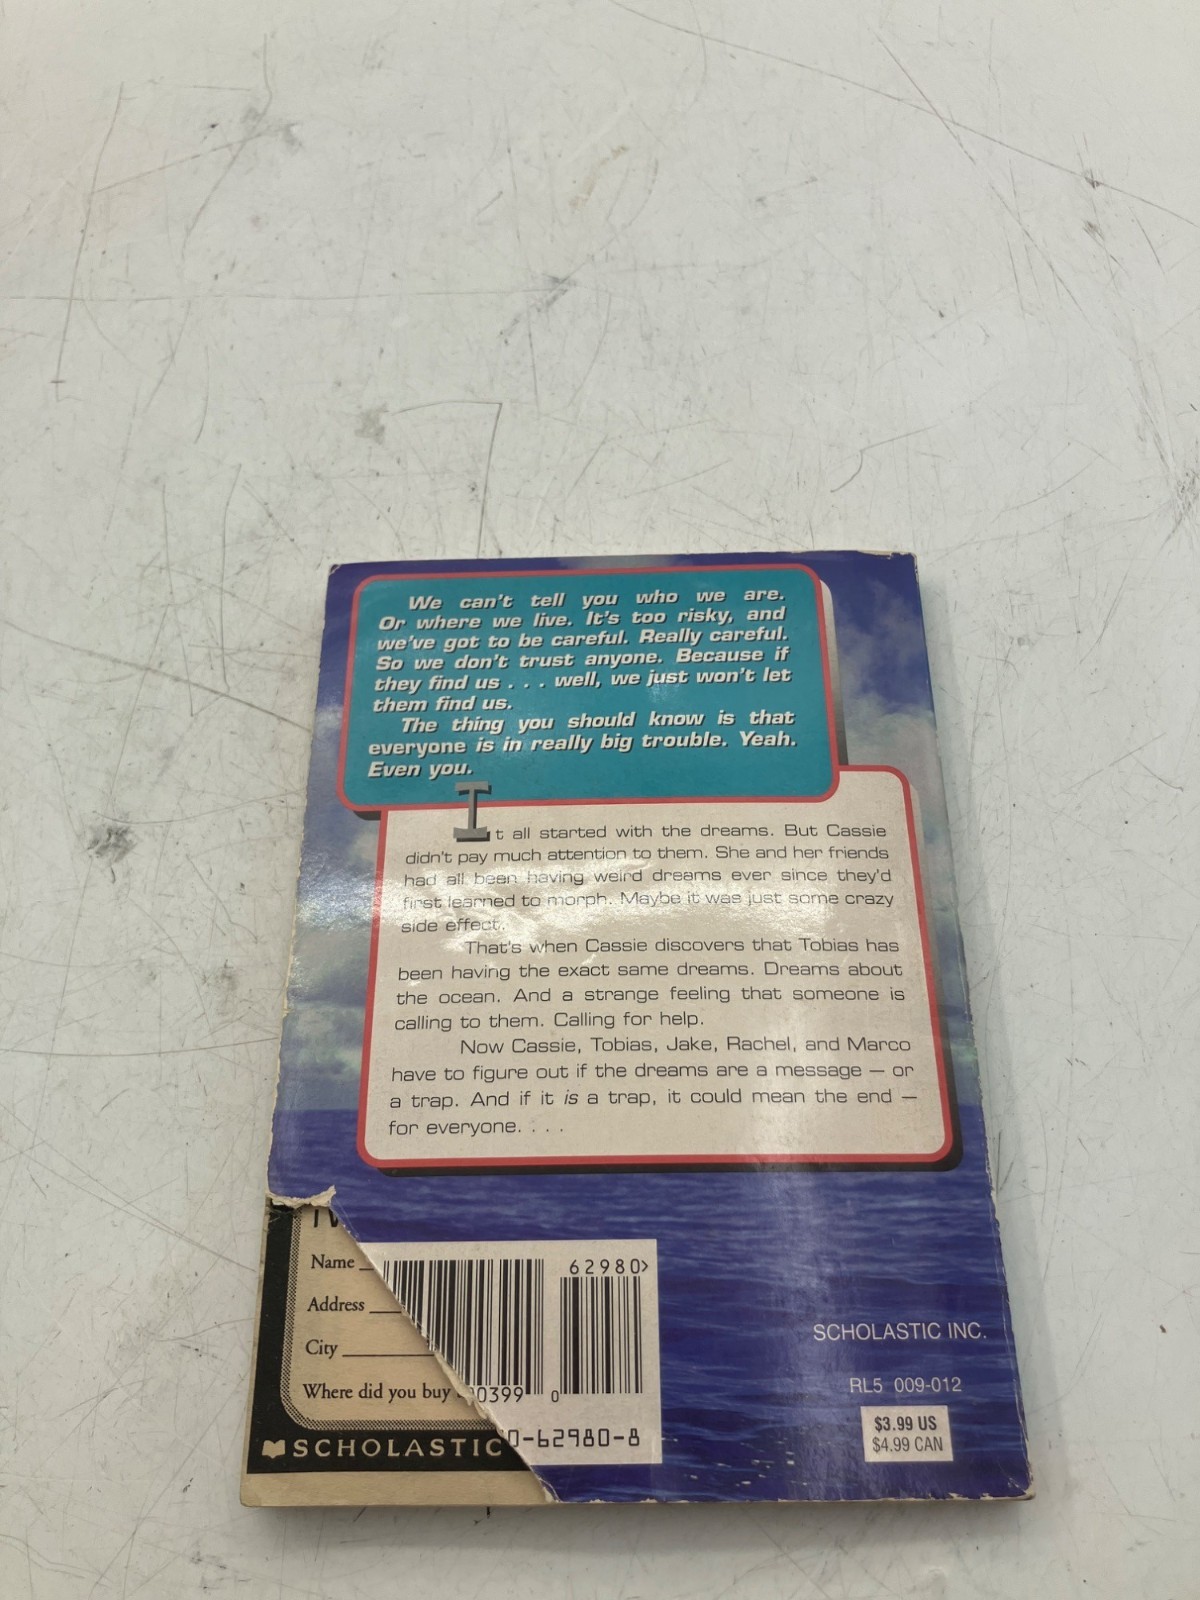 We can't tell you who we are.
Or where we live. It's too risky, and
we've got to be careful. Really careful.
So we don't trust anyone. Because if
they find us . . . well, we just won't let
them find us.
The thing you should know is that
everyone is in really big trouble. Yeah.
Even you.
It all started with the dreams. But Cassie
didn't pay much attention to them. She and her friends
had all been having weird dreams ever since they'd
first learned to morph. Maybe it was just some crazy
side effect.
That's when Cassie discovers that Tobias has
been having the exact same dreams. Dreams about
the ocean. And a strange feeling that someone is
calling to them. Calling for help.
Now Cassie, Tobias, Jake, Rachel, and Marco
have to figure out if the dreams are a message — or
a trap. And if it is a trap, it could mean the end —
for everyone. . . .
Name
Address
City
Where did you buy
SCHOLASTIC
62980>
00399 0
0-62980-8
SCHOLASTIC INC.
RL5 009-012
$3.99 US
$4.99 CAN